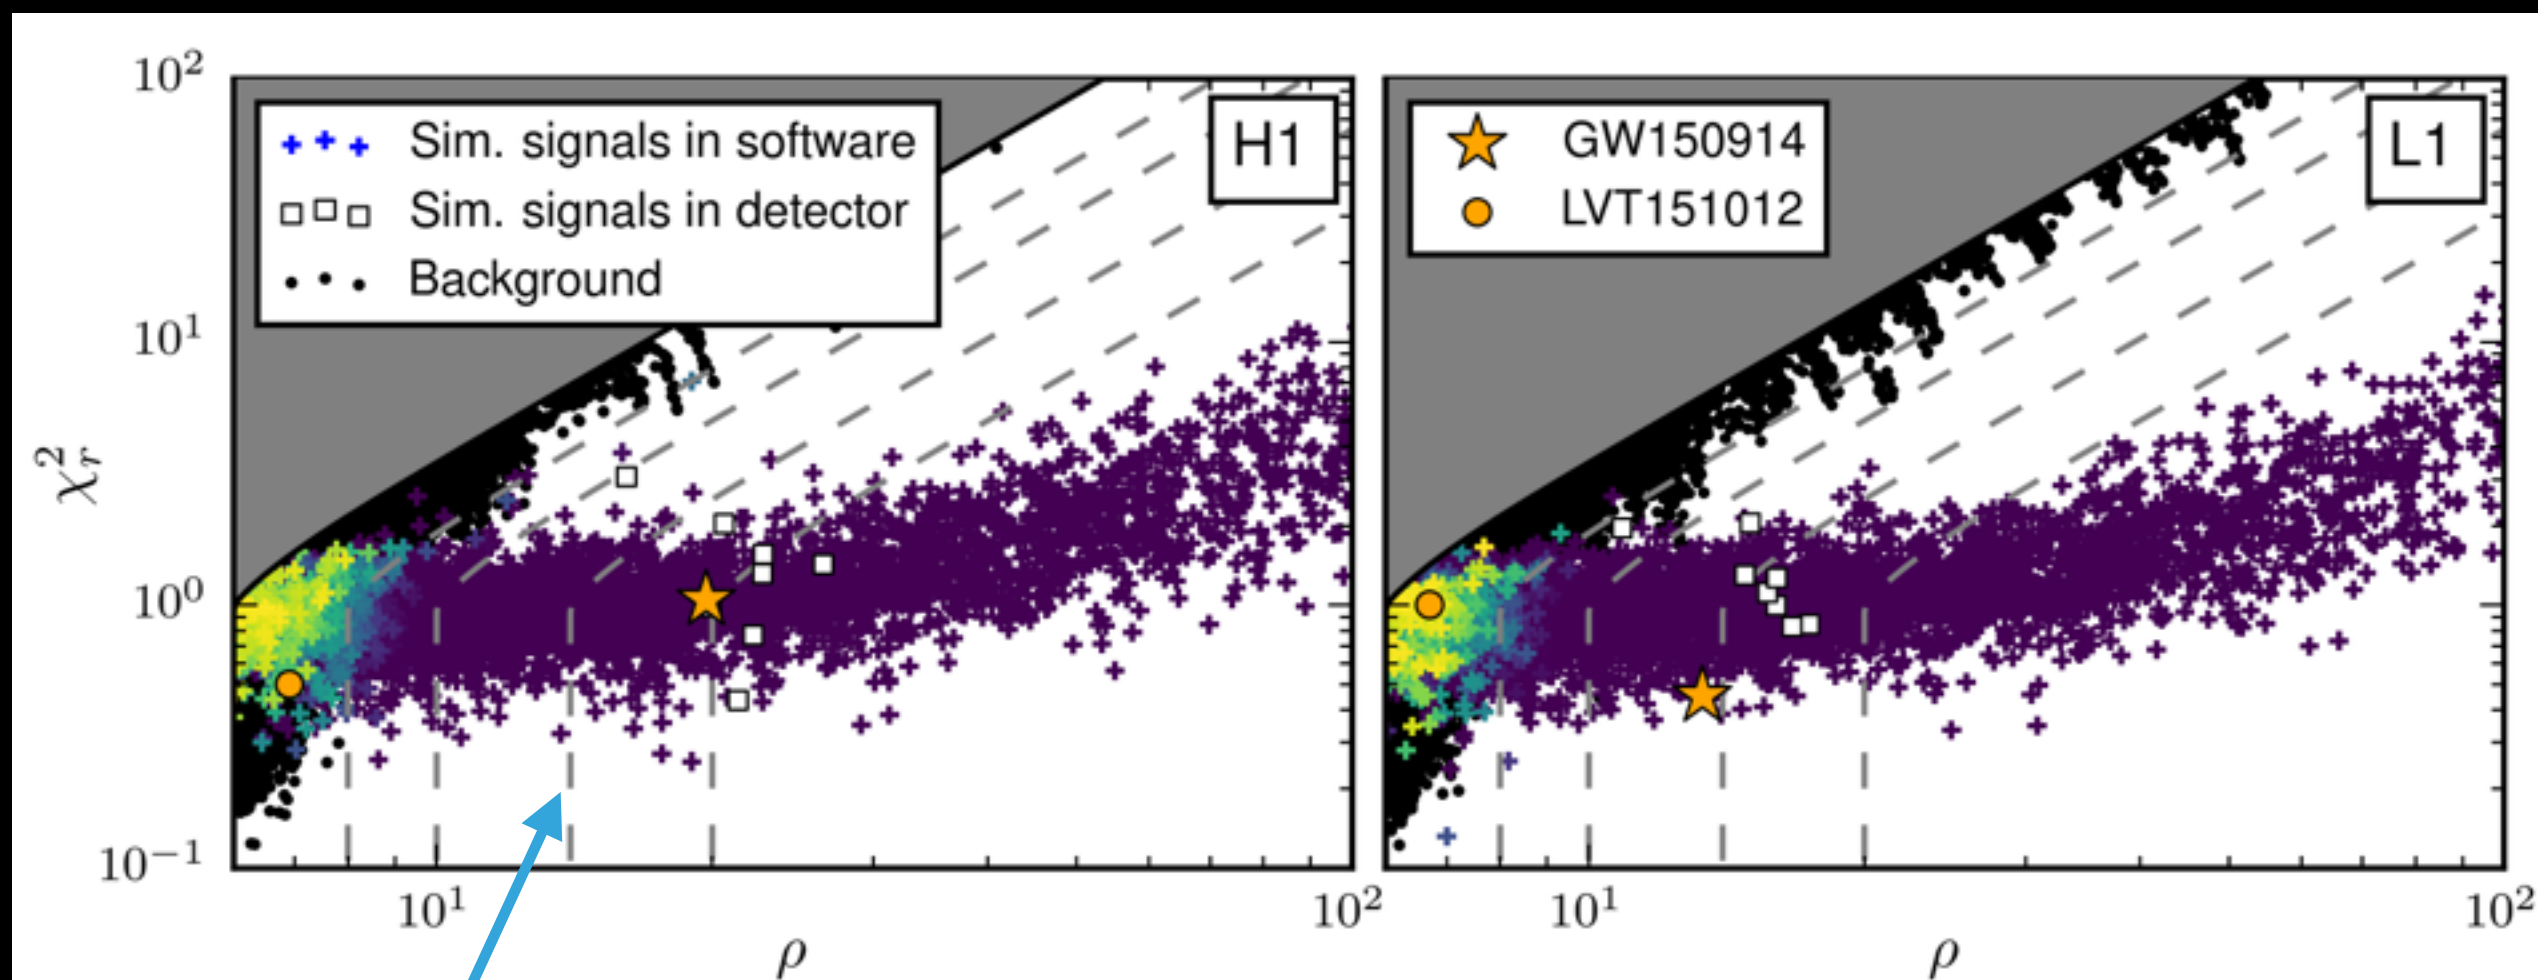 10²
10¹
10⁰
10⁻¹
χ²ᵣ
Sim. signals in software
Sim. signals in detector
Background
H1
10¹
10²
ρ
GW150914
LVT151012
L1
10¹
10²
ρ